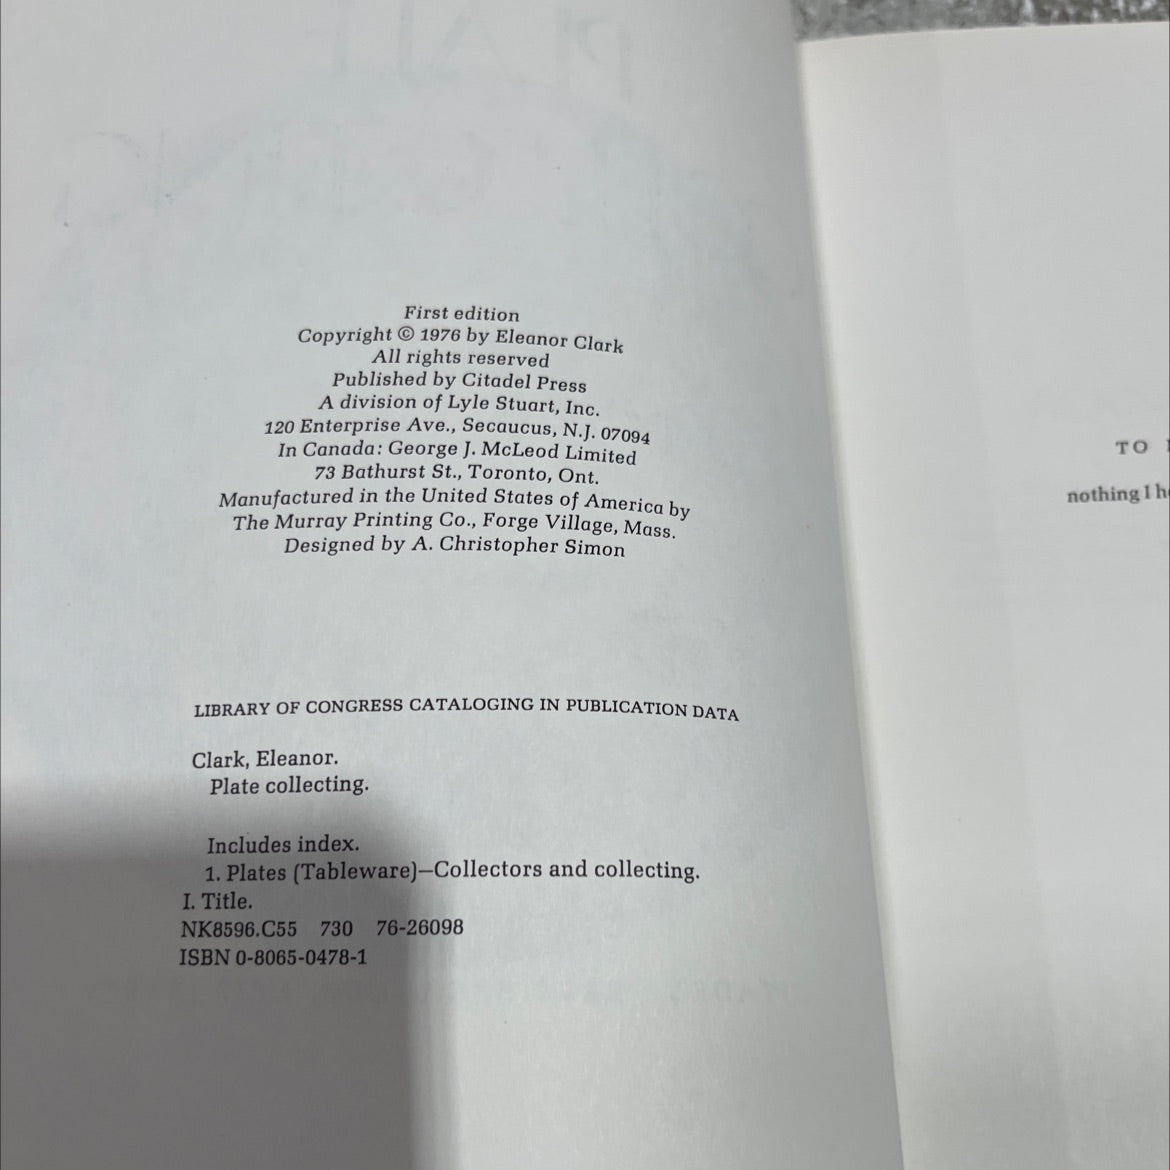 First edition
Copyright © 1976 by Eleanor Clark
All rights reserved
Published by Citadel Press
A division of Lyle Stuart, Inc.
120 Enterprise Ave., Secaucus, N.J. 07094
In Canada: George J. McLeod Limited
73 Bathurst St., Toronto, Ont.
Manufactured in the United States of America by
The Murray Printing Co., Forge Village, Mass.
Designed by A. Christopher Simon
LIBRARY OF CONGRESS CATALOGING IN PUBLICATION DATA
Clark, Eleanor.
Plate collecting.
Includes index.
1. Plates (Tableware)—Collectors and collecting.
I. Title.
NK8596.C55 730 76-26098
ISBN 0-8065-0478-1
TO
nothing I